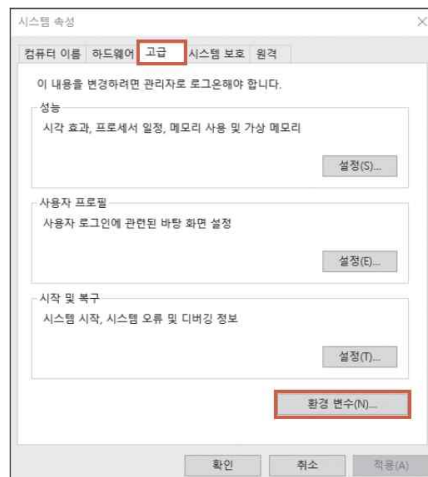 시스템 속성
컴퓨터 이름 하드웨어 고급 시스템 보호 원격
이 내용을 변경하려면 관리자로 로그온해야 합니다.
성능
시각 효과, 프로세서 일정, 메모리 사용 및 가상 메모리
설정(S)...
사용자 프로필
사용자 로그인에 관련된 바탕 화면 설정
설정(E)...
시작 및 복구
시스템 시작, 시스템 오류 및 디버깅 정보
설정(T)...
환경 변수(N)...
확인 취소 적용(A)